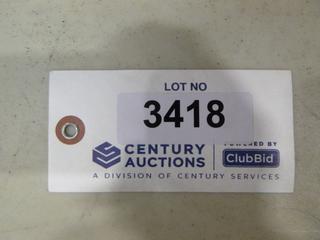 LOT NO
3418
CENTURY
AUCTIONS
POWERED BY
ClubBid
A DIVISION OF CENTURY SERVICES